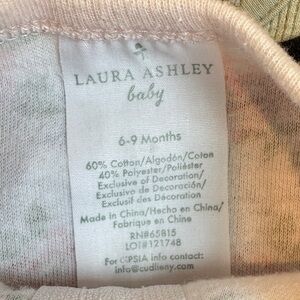 LAURA ASHLEY
baby
6-9 Months
60% Cotton/Algodón/Coton
40% Polyester/Poliéster
Exclusive of Decoration/
Exclusivo de Decoración/
Exclusif des Décoration
Made in China/Hecho en China/
Fabrique en Chine
RN#65815
LOT#121748
For CPSIA info contact:
info@cudlieny.com